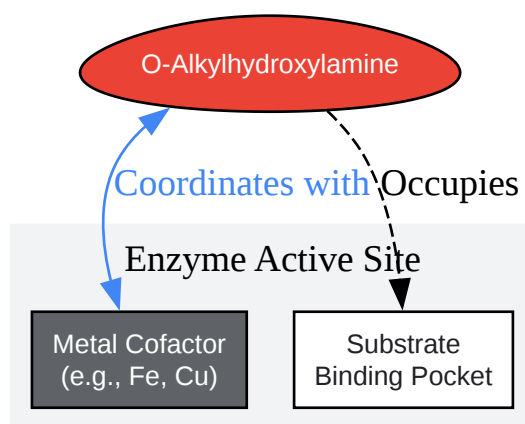 O-Alkylhydroxylamine
Coordinates with
Occupies
Enzyme Active Site
Metal Cofactor
(e.g., Fe, Cu)
Substrate
Binding Pocket